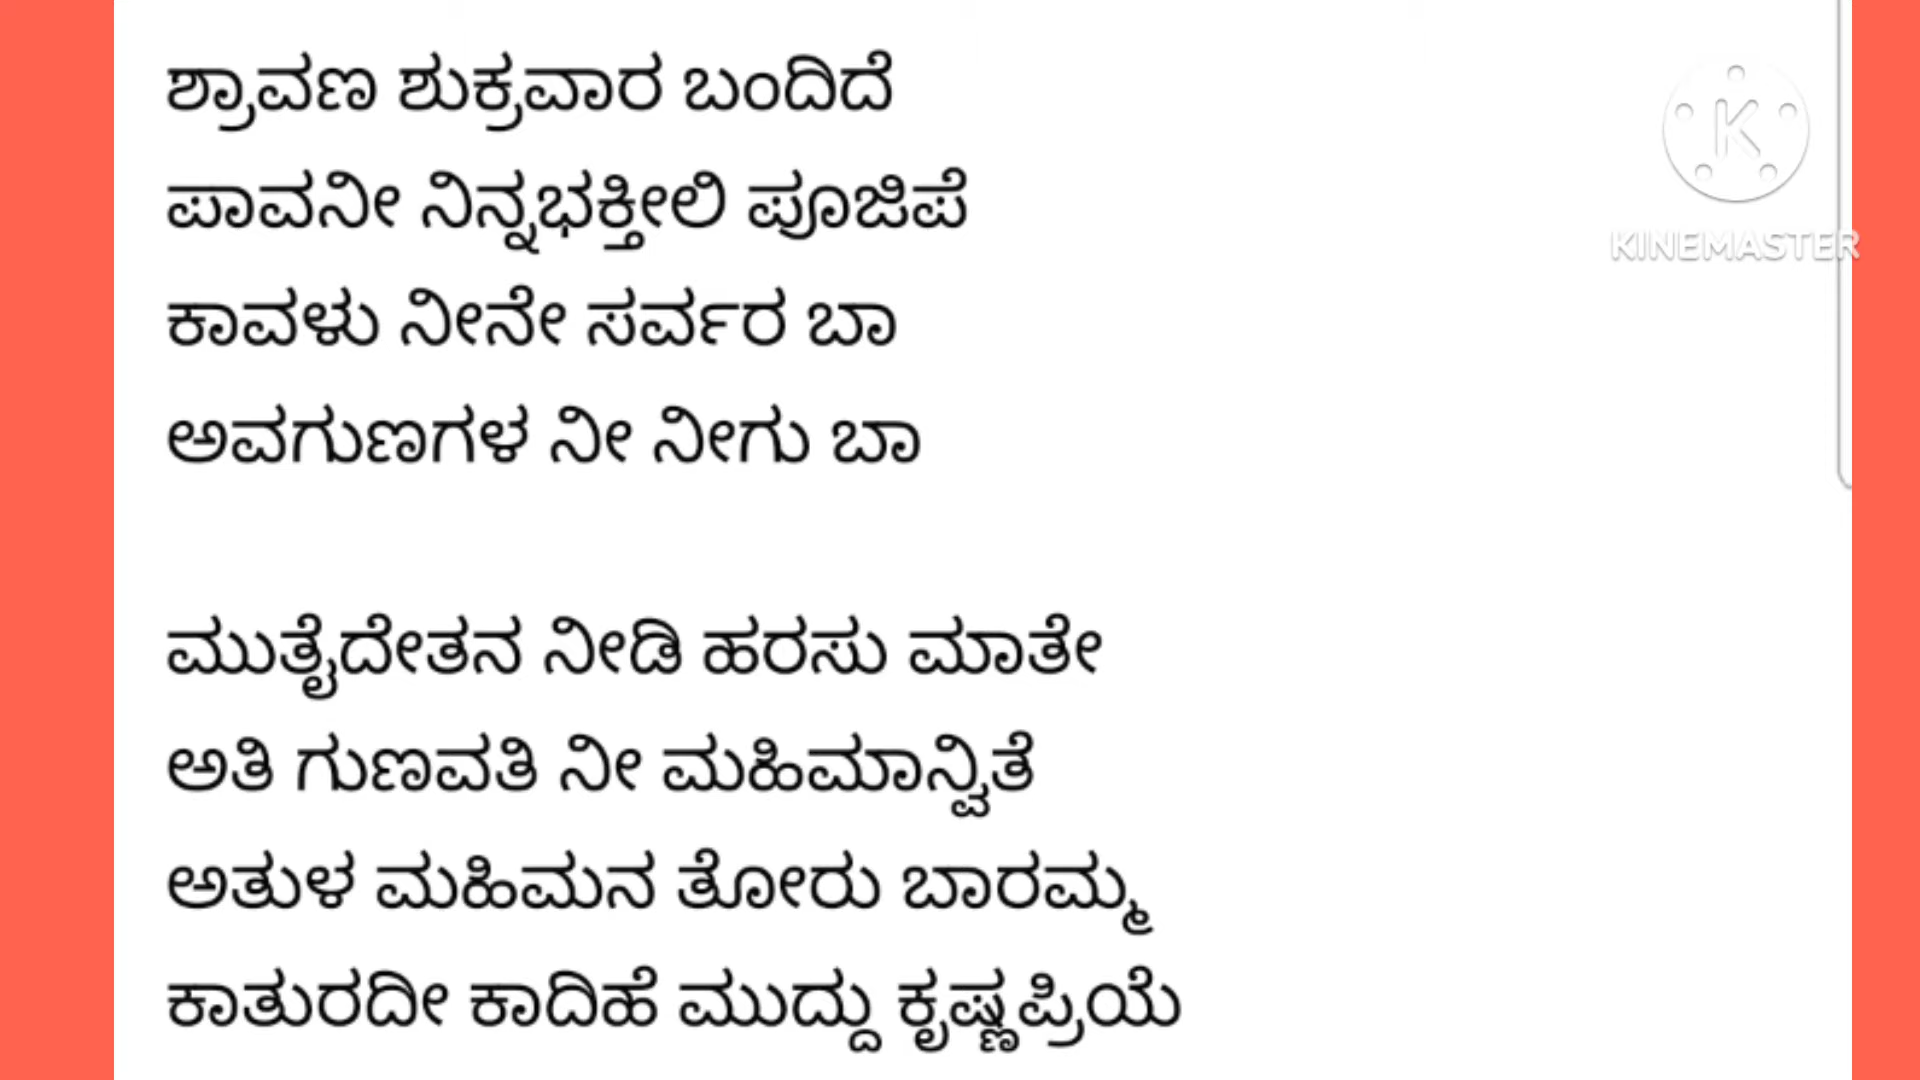 ಶ್ರಾವಣ ಶುಕ್ರವಾರ ಬಂದಿದೆ
ಪಾವನೀ ನಿನ್ನಭಕ್ತೀಲಿ ಪೂಜಿಪೆ
ಕಾವಳು ನೀನೇ ಸರ್ವರ ಬಾ
ಅವಗುಣಗಳ ನೀ ನೀಗು ಬಾ
ಮುತ್ತೈದೇತನ ನೀಡಿ ಹರಸು ಮಾತೇ
ಅತಿ ಗುಣವತಿ ನೀ ಮಹಿಮಾನ್ವಿತೆ
ಅತುಳ ಮಹಿಮನ ತೋರು ಬಾರಮ್ಮ
ಕಾತುರದೀ ಕಾದಿಹೆ ಮುದ್ದು ಕೃಷ್ಣಪ್ರಿಯೆ
K
KINEMASTER